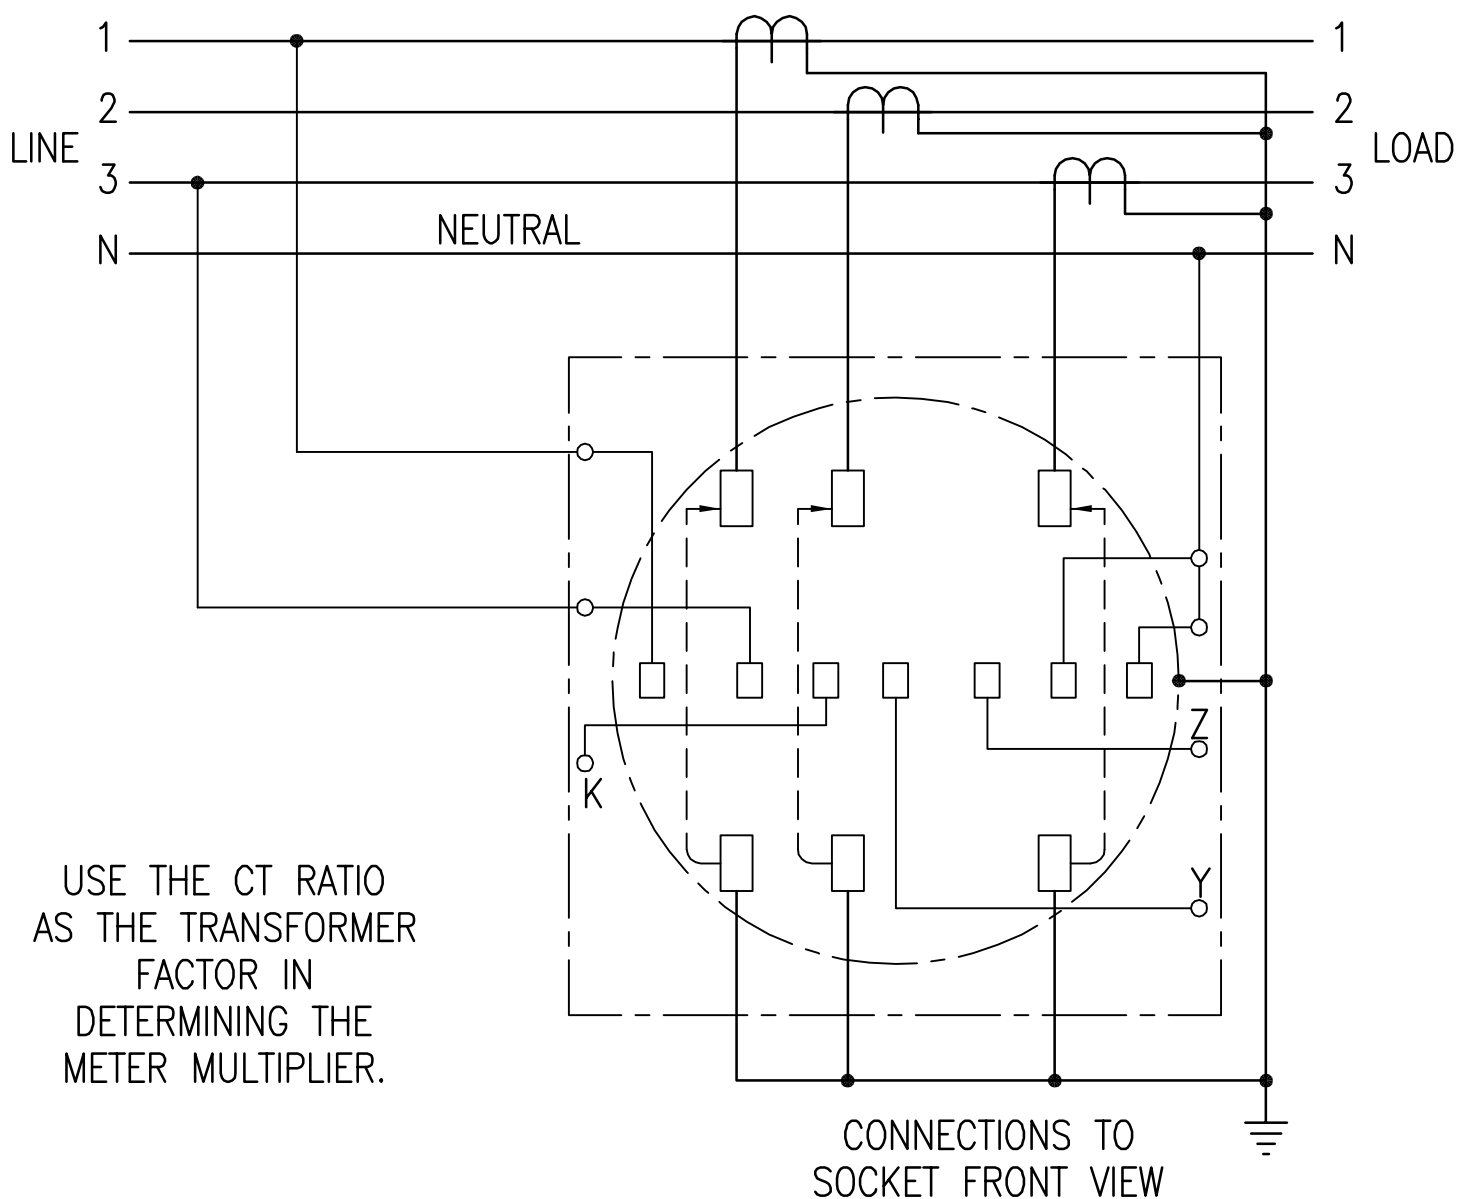 1
1
2
2
LINE
LOAD
3
3
NEUTRAL
N
N
Z
K
Y
USE THE CT RATIO
AS THE TRANSFORMER
FACTOR IN
DETERMINING THE
METER MULTIPLIER.
CONNECTIONS TO
SOCKET FRONT VIEW